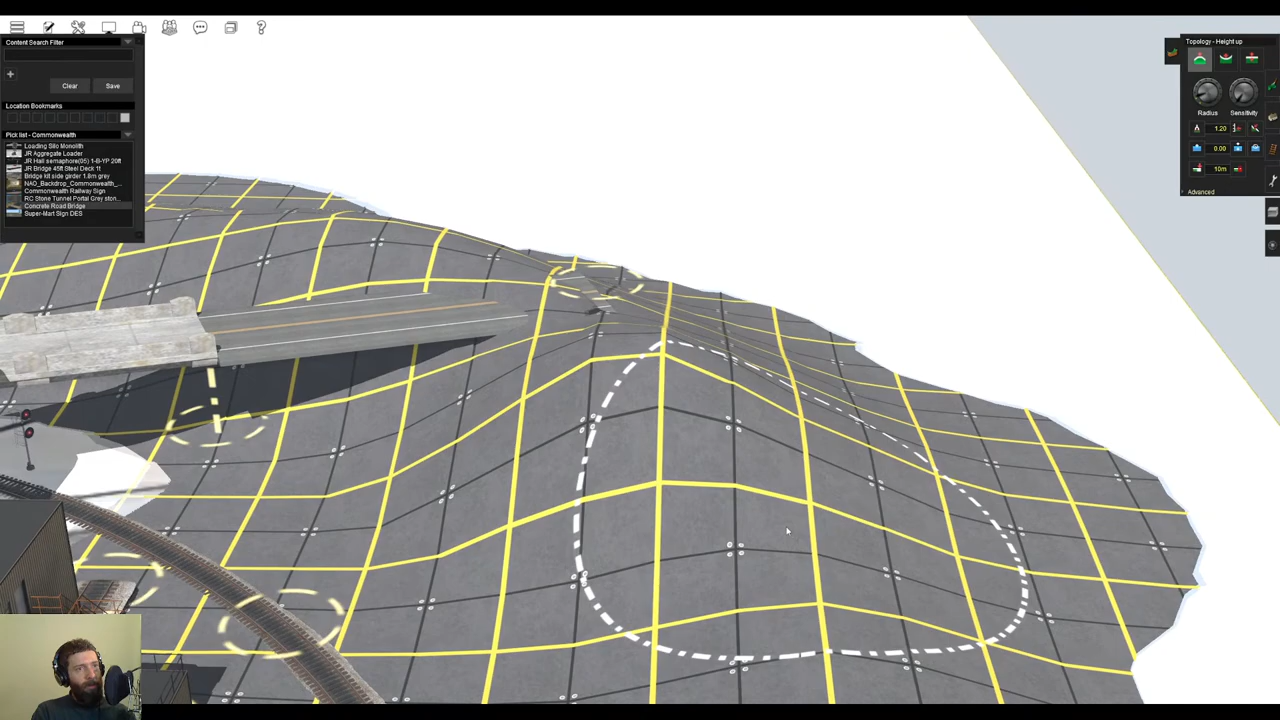 Content Search Filter
Clear
Save
Location Bookmarks
Pick list - Commonwealth
Loading Silo Monolith
JR Aggregate Loader
JR Hall semaphore(05) 1-B-YP 20ft
JR Bridge 45ft Steel Deck 1t
Bridge kit side girder 1.8m grey
NAO_Backdrop_Commonwealth_...
Commonwealth Railway Sign
RC Stone Tunnel Portal Grey ston...
Concrete Road Bridge
Super-Mart Sign DES
Topology - Height up
Radius
Sensitivity
1.20
0.00
10m
Advanced